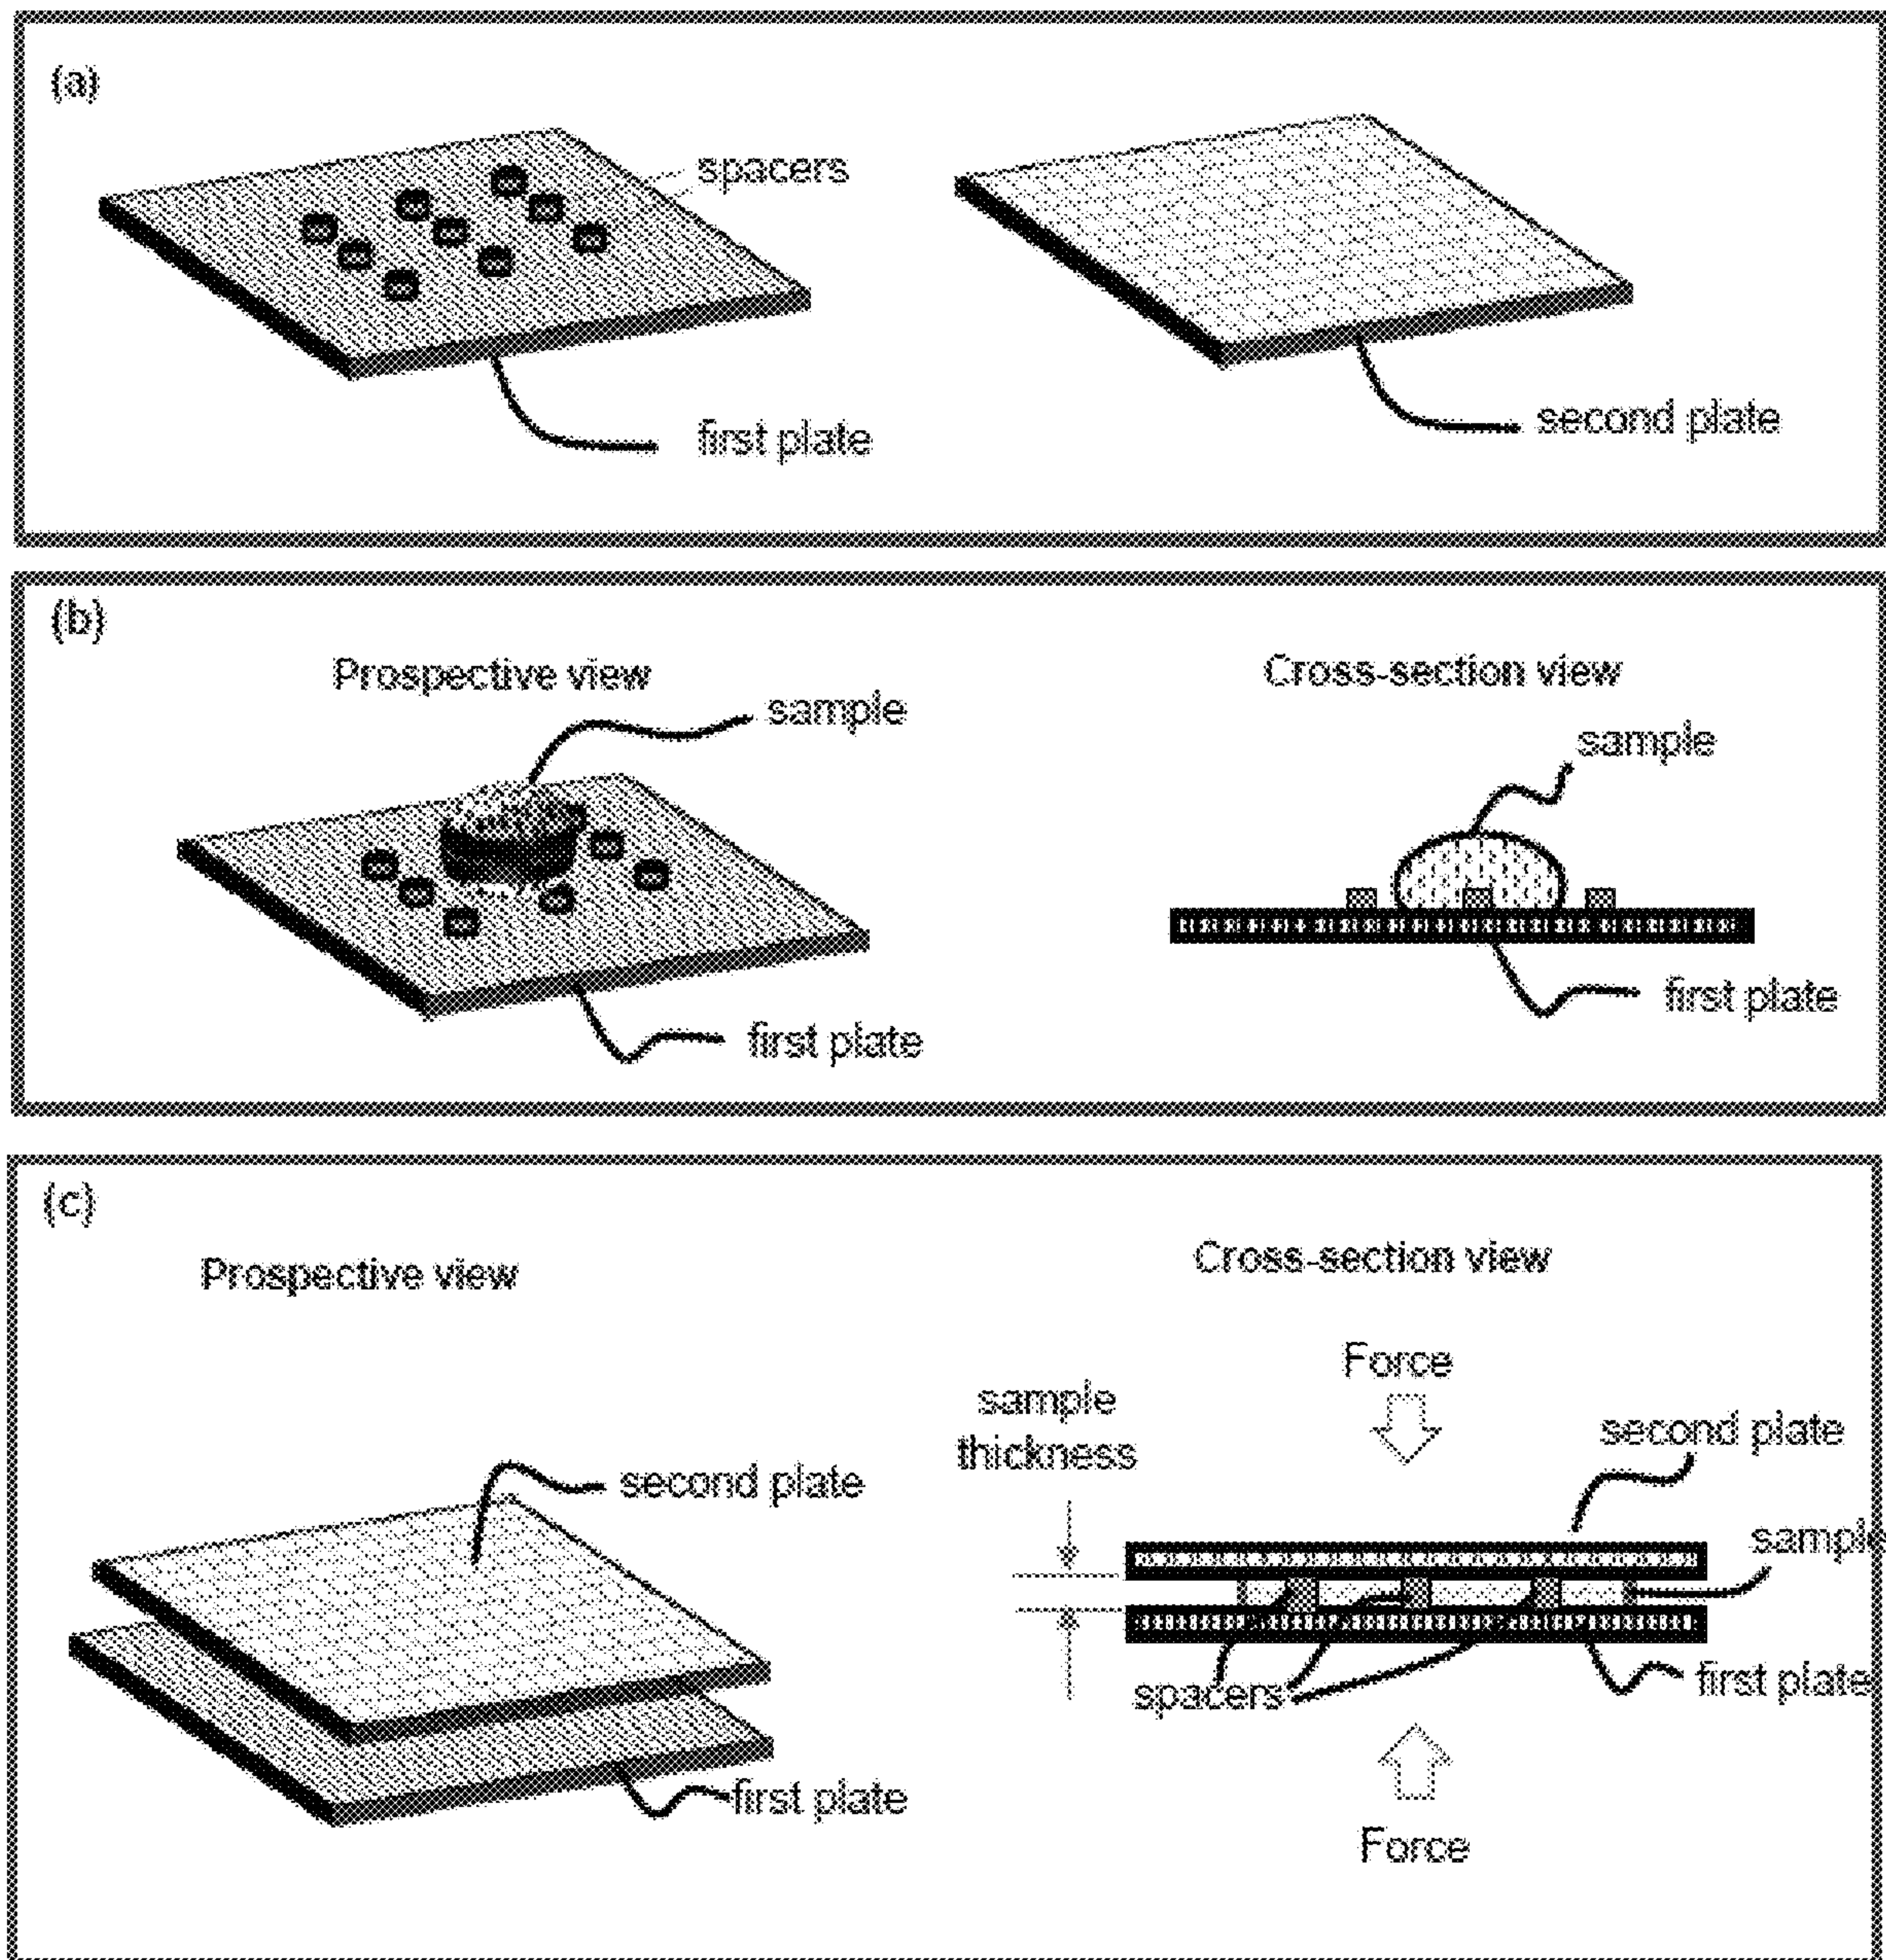 (a)
spacers
first plate
second plate
(b)
Prospective view
sample
first plate
Cross-section view
sample
first plate
(c)
Prospective view
second plate
first plate
Cross-section view
Force
sample
thickness
second plate
sample
spacers
first plate
Force